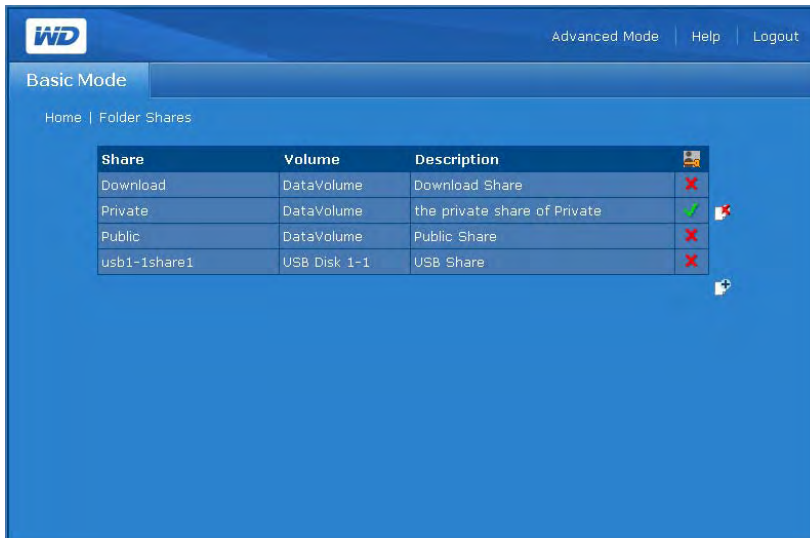 WD
Advanced Mode | Help | Logout
Basic Mode
Home | Folder Shares
Share Volume Description
Download DataVolume Download Share
Private DataVolume the private share of Private
Public DataVolume Public Share
usb1-1share1 USB Disk 1-1 USB Share